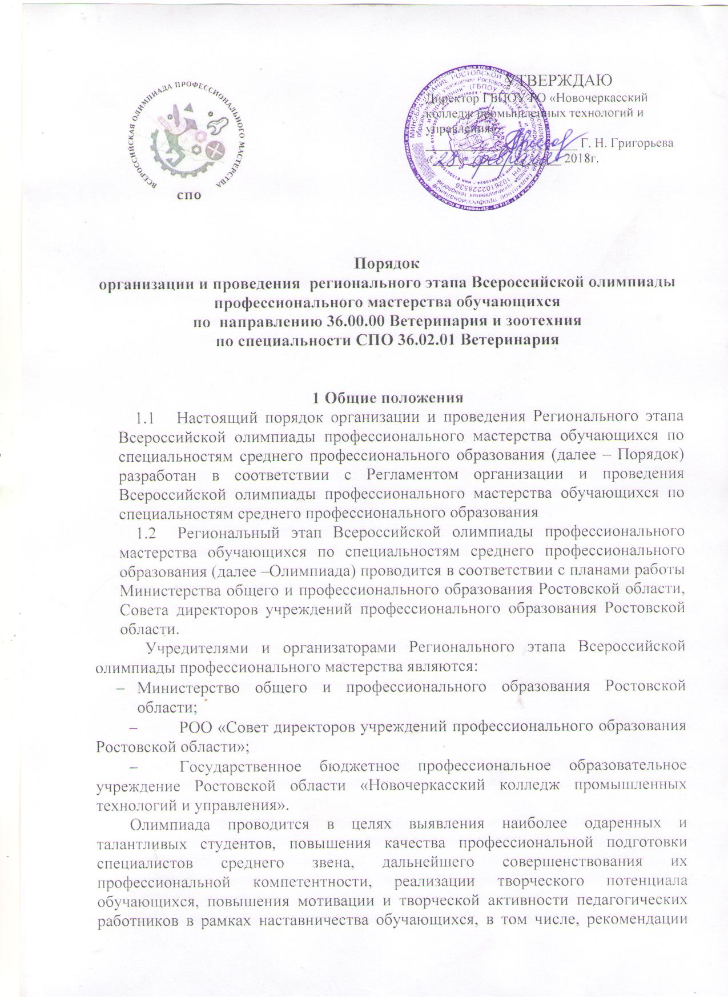 ВСЕРОССИЙСКАЯ ОЛИМПИАДА ПРОФЕССИОНАЛЬНОГО МАСТЕРСТВА
СПО
УТВЕРЖДАЮ
Директор ГБПОУ РО «Новочеркасский
колледж промышленных технологий и
управления»
Г. Н. Григорьева
«28» февраля 2018г.
Порядок
организации и проведения регионального этапа Всероссийской олимпиады
профессионального мастерства обучающихся
по направлению 36.00.00 Ветеринария и зоотехния
по специальности СПО 36.02.01 Ветеринария
1 Общие положения
1.1 Настоящий порядок организации и проведения Регионального этапа
Всероссийской олимпиады профессионального мастерства обучающихся по
специальностям среднего профессионального образования (далее – Порядок)
разработан в соответствии с Регламентом организации и проведения
Всероссийской олимпиады профессионального мастерства обучающихся по
специальностям среднего профессионального образования
1.2 Региональный этап Всероссийской олимпиады профессионального
мастерства обучающихся по специальностям среднего профессионального
образования (далее –Олимпиада) проводится в соответствии с планами работы
Министерства общего и профессионального образования Ростовской области,
Совета директоров учреждений профессионального образования Ростовской
области.
Учредителями и организаторами Регионального этапа Всероссийской
олимпиады профессионального мастерства являются:
– Министерство общего и профессионального образования Ростовской
области;
– РОО «Совет директоров учреждений профессионального образования
Ростовской области»;
– Государственное бюджетное профессиональное образовательное
учреждение Ростовской области «Новочеркасский колледж промышленных
технологий и управления».
Олимпиада проводится в целях выявления наиболее одаренных и
талантливых студентов, повышения качества профессиональной подготовки
специалистов среднего звена, дальнейшего совершенствования их
профессиональной компетентности, реализации творческого потенциала
обучающихся, повышения мотивации и творческой активности педагогических
работников в рамках наставничества обучающихся, в том числе, рекомендации